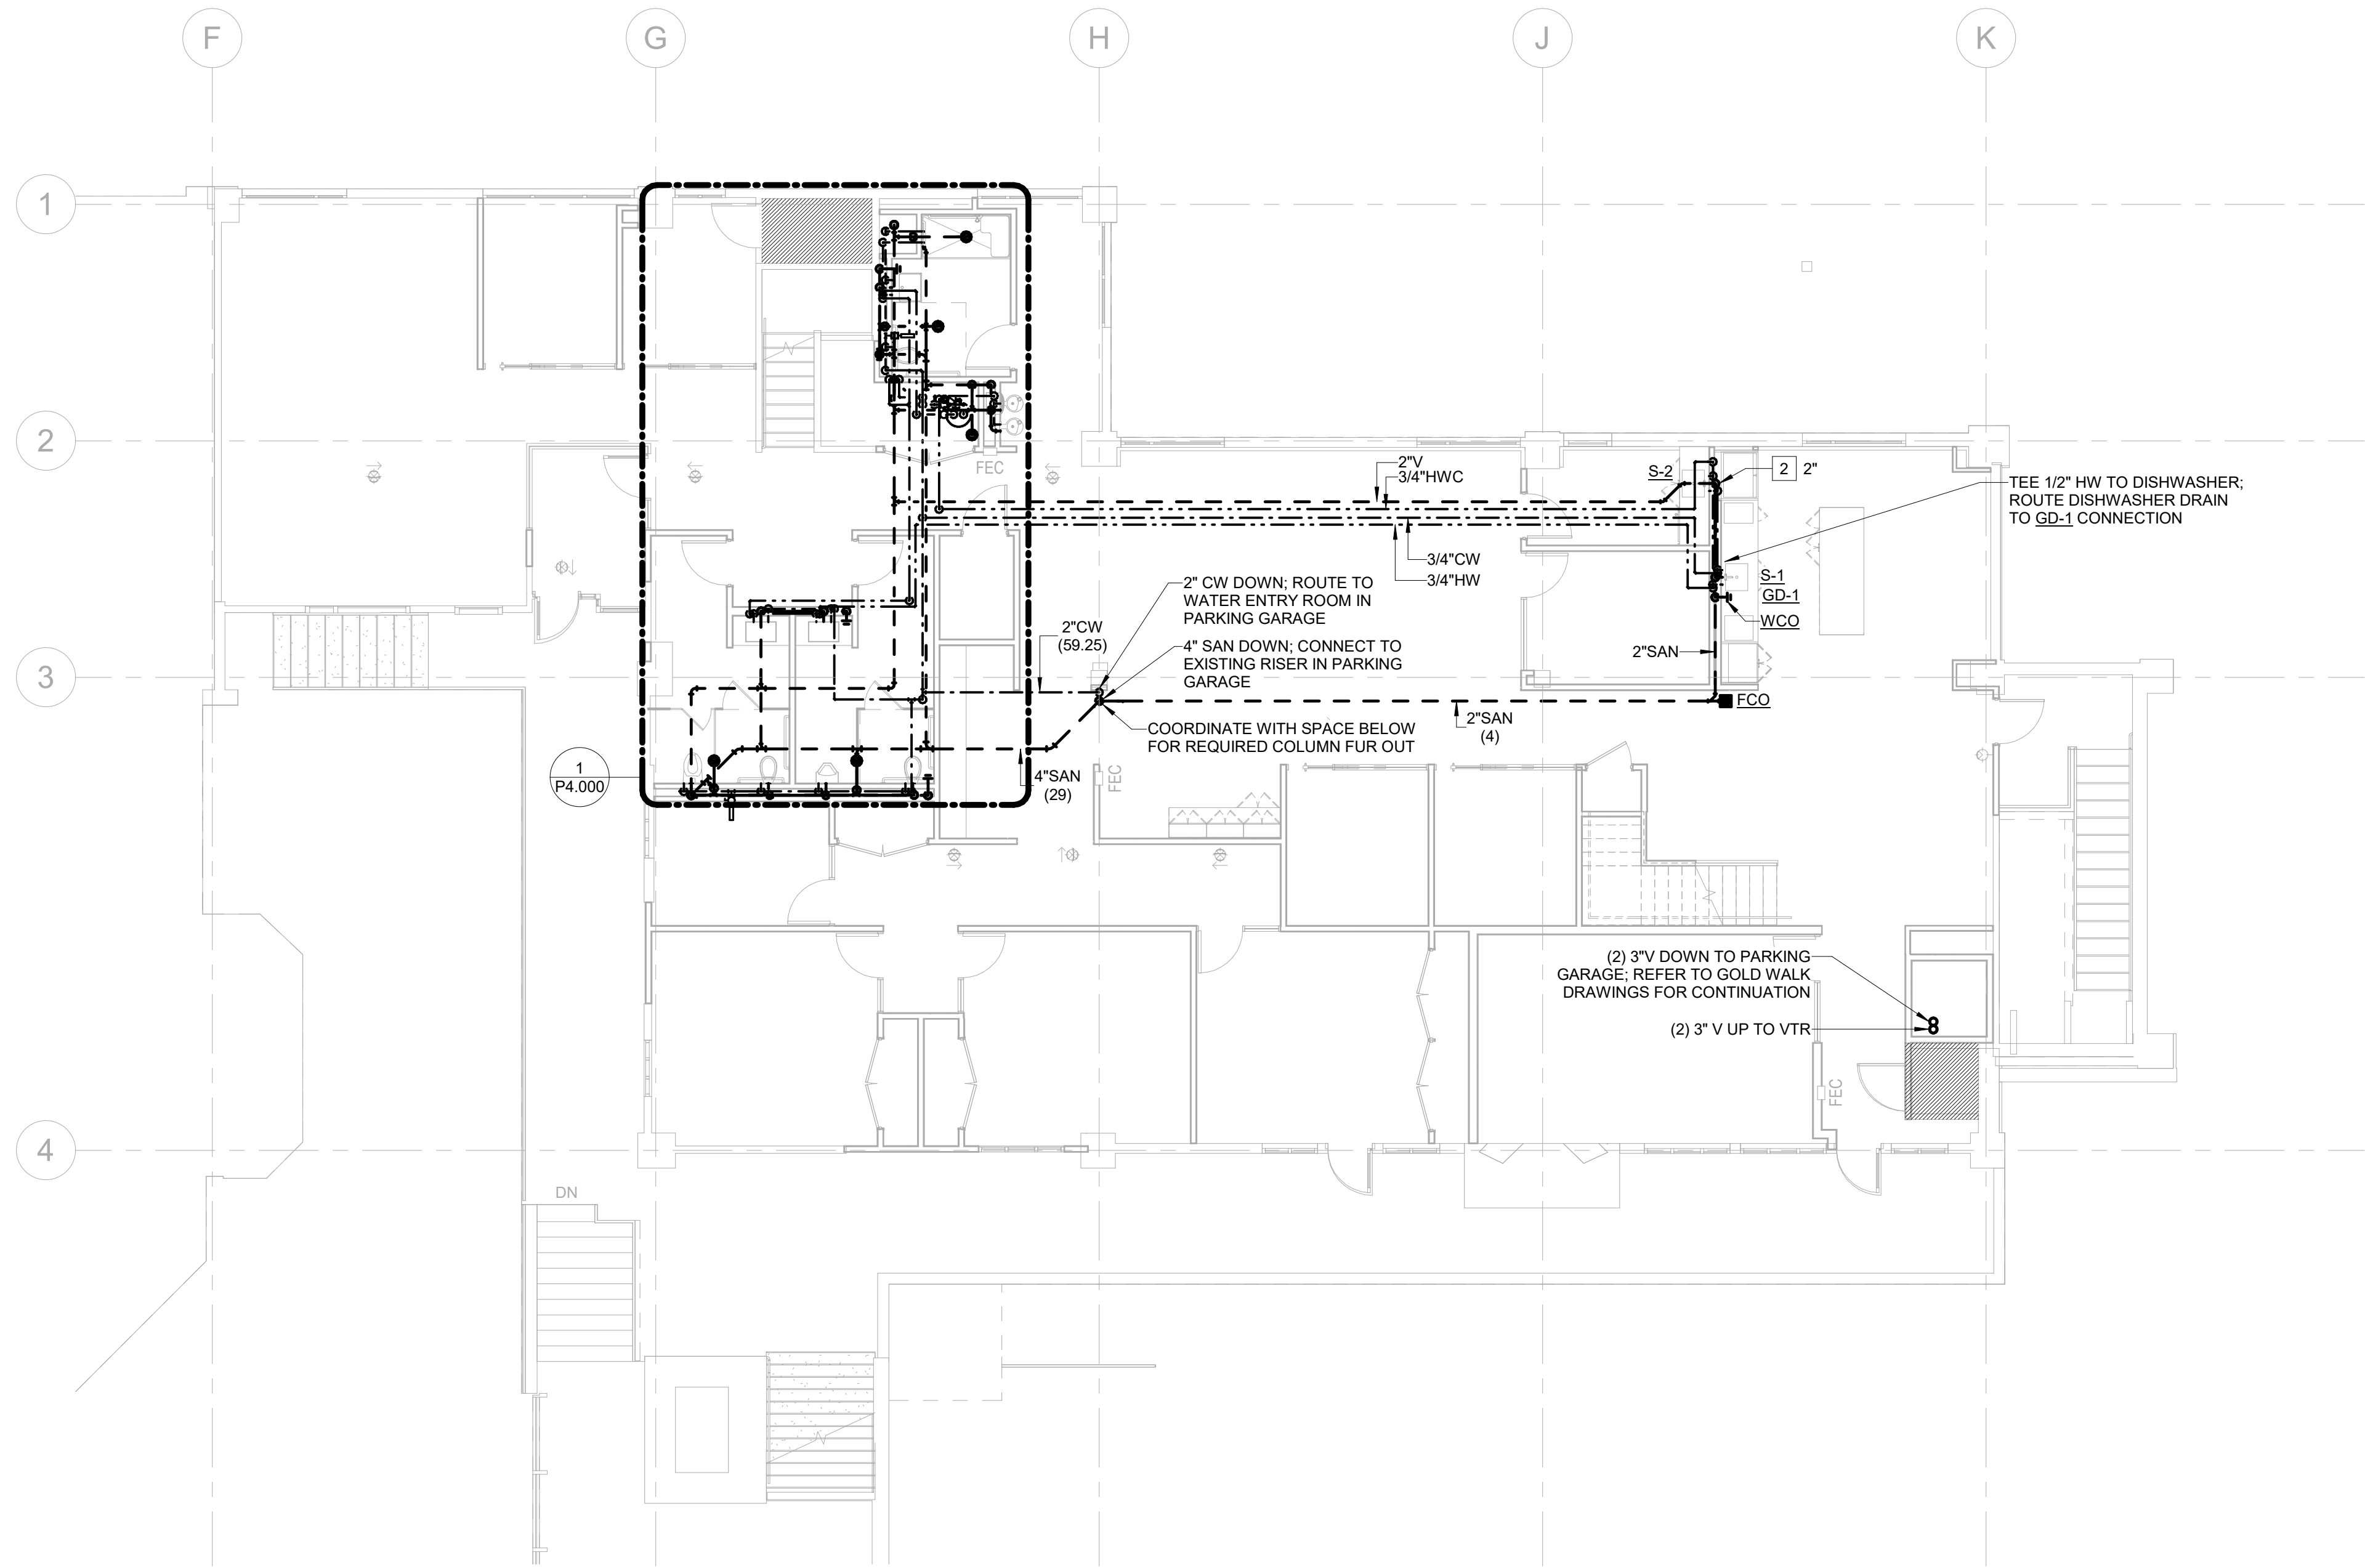 F
G
H
J
K
1
2
3
4
FEC
2"V
3/4"HWC
S-2
2
2"
TEE 1/2" HW TO DISHWASHER;
ROUTE DISHWASHER DRAIN
TO GD-1 CONNECTION
3/4"CW
3/4"HW
2" CW DOWN; ROUTE TO
WATER ENTRY ROOM IN
PARKING GARAGE
S-1
GD-1
WCO
2"CW
(59.25)
4" SAN DOWN; CONNECT TO
EXISTING RISER IN PARKING
GARAGE
2"SAN
FCO
2"SAN
(4)
COORDINATE WITH SPACE BELOW
FOR REQUIRED COLUMN FUR OUT
1
P4.000
4"SAN
(29)
FEC
(2) 3"V DOWN TO PARKING
GARAGE; REFER TO GOLD WALK
DRAWINGS FOR CONTINUATION
(2) 3" V UP TO VTR
FEC
DN